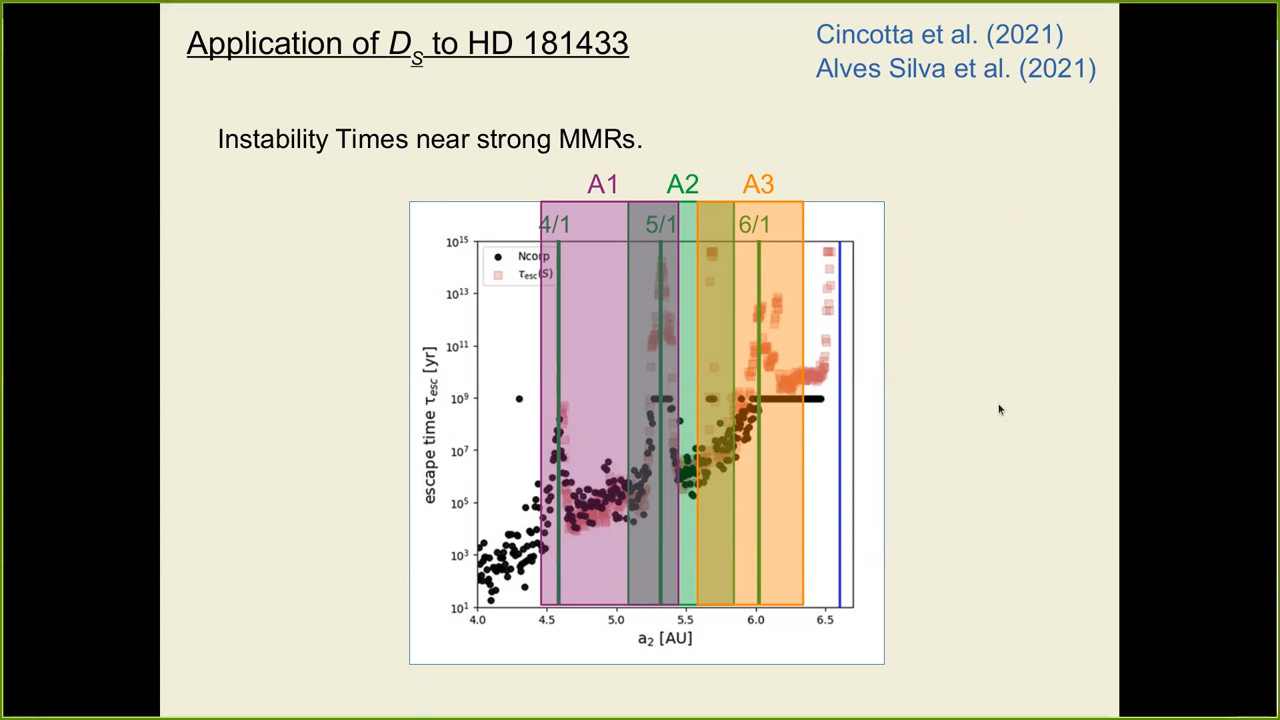 Application of D_S to HD 181433
Cincotta et al. (2021)
Alves Silva et al. (2021)
Instability Times near strong MMRs.
A1 A2 A3
4/1 5/1 6/1
Ncorp
τ_esc(S)
escape time τ_esc [yr]
10^15
10^13
10^11
10^9
10^7
10^5
10^3
10^1
4.0 4.5 5.0 5.5 6.0 6.5
a_2 [AU]